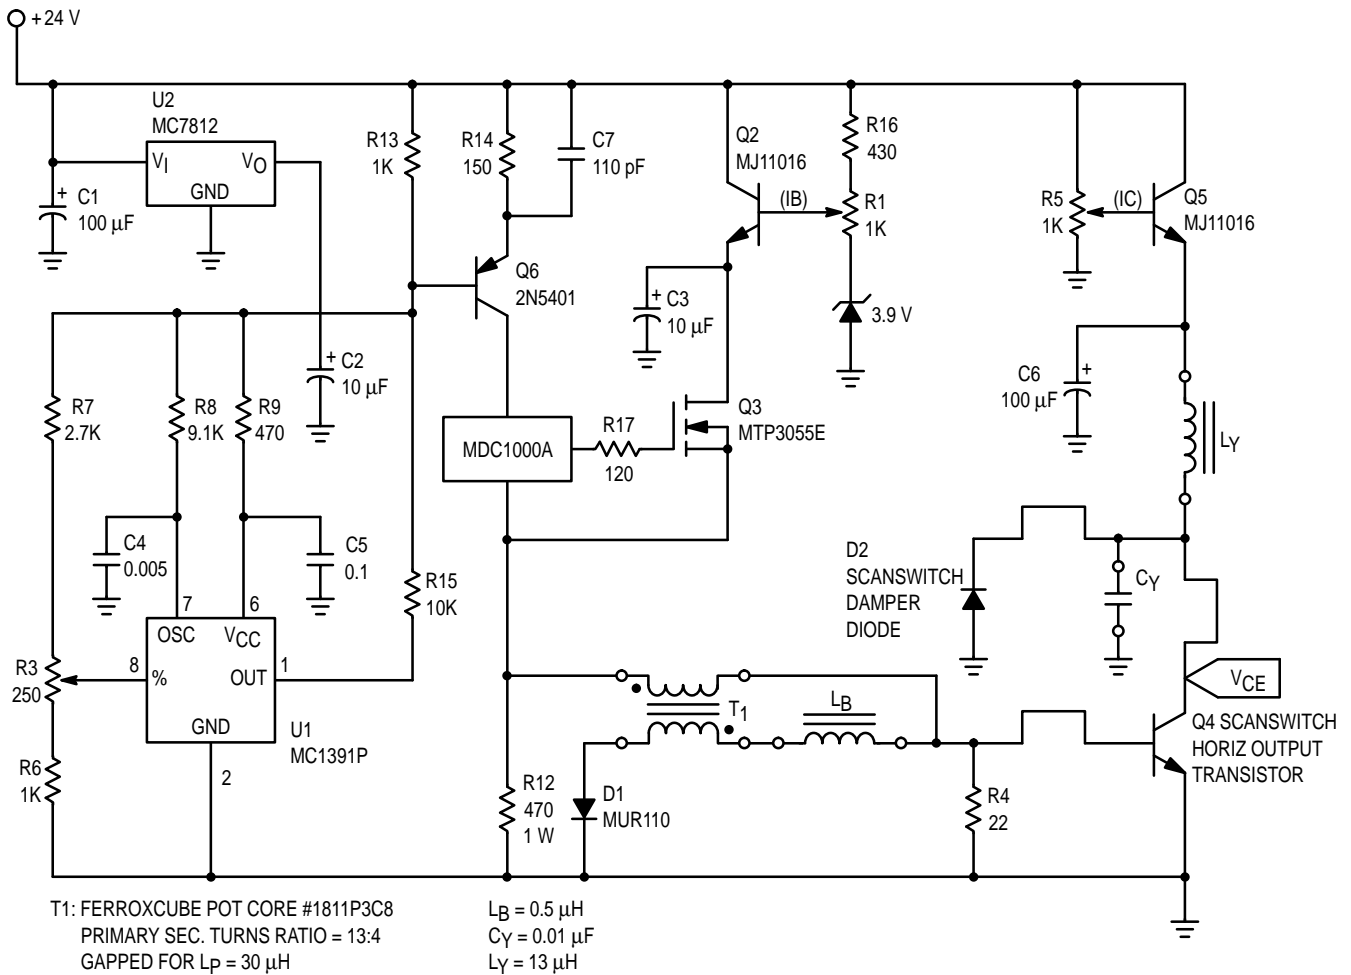 +24 V
U2
MC7812
VI
VO
GND
C1
+
100 µF
R13
1K
R14
150
C7
110 pF
Q2
MJ11016
(IB)
R16
430
R1
1K
R5
1K
(IC)
Q5
MJ11016
Q6
2N5401
C3
+
10 µF
3.9 V
C2
+
10 µF
R7
2.7K
R8
9.1K
R9
470
MDC1000A
R17
120
Q3
MTP3055E
C6
100 µF
+
LY
C4
0.005
C5
0.1
R15
10K
D2
SCANSWITCH
DAMPER
DIODE
CY
7
6
OSC
VCC
R3
250
8
%
OUT
1
GND
U1
MC1391P
2
R6
1K
T1
LB
VCE
Q4 SCANSWITCH
HORIZ OUTPUT
TRANSISTOR
R12
470
1 W
D1
MUR110
R4
22
T1: FERROXCUBE POT CORE #1811P3C8
PRIMARY SEC. TURNS RATIO = 13:4
GAPPED FOR LP = 30 µH
LB = 0.5 µH
CY = 0.01 µF
LY = 13 µH